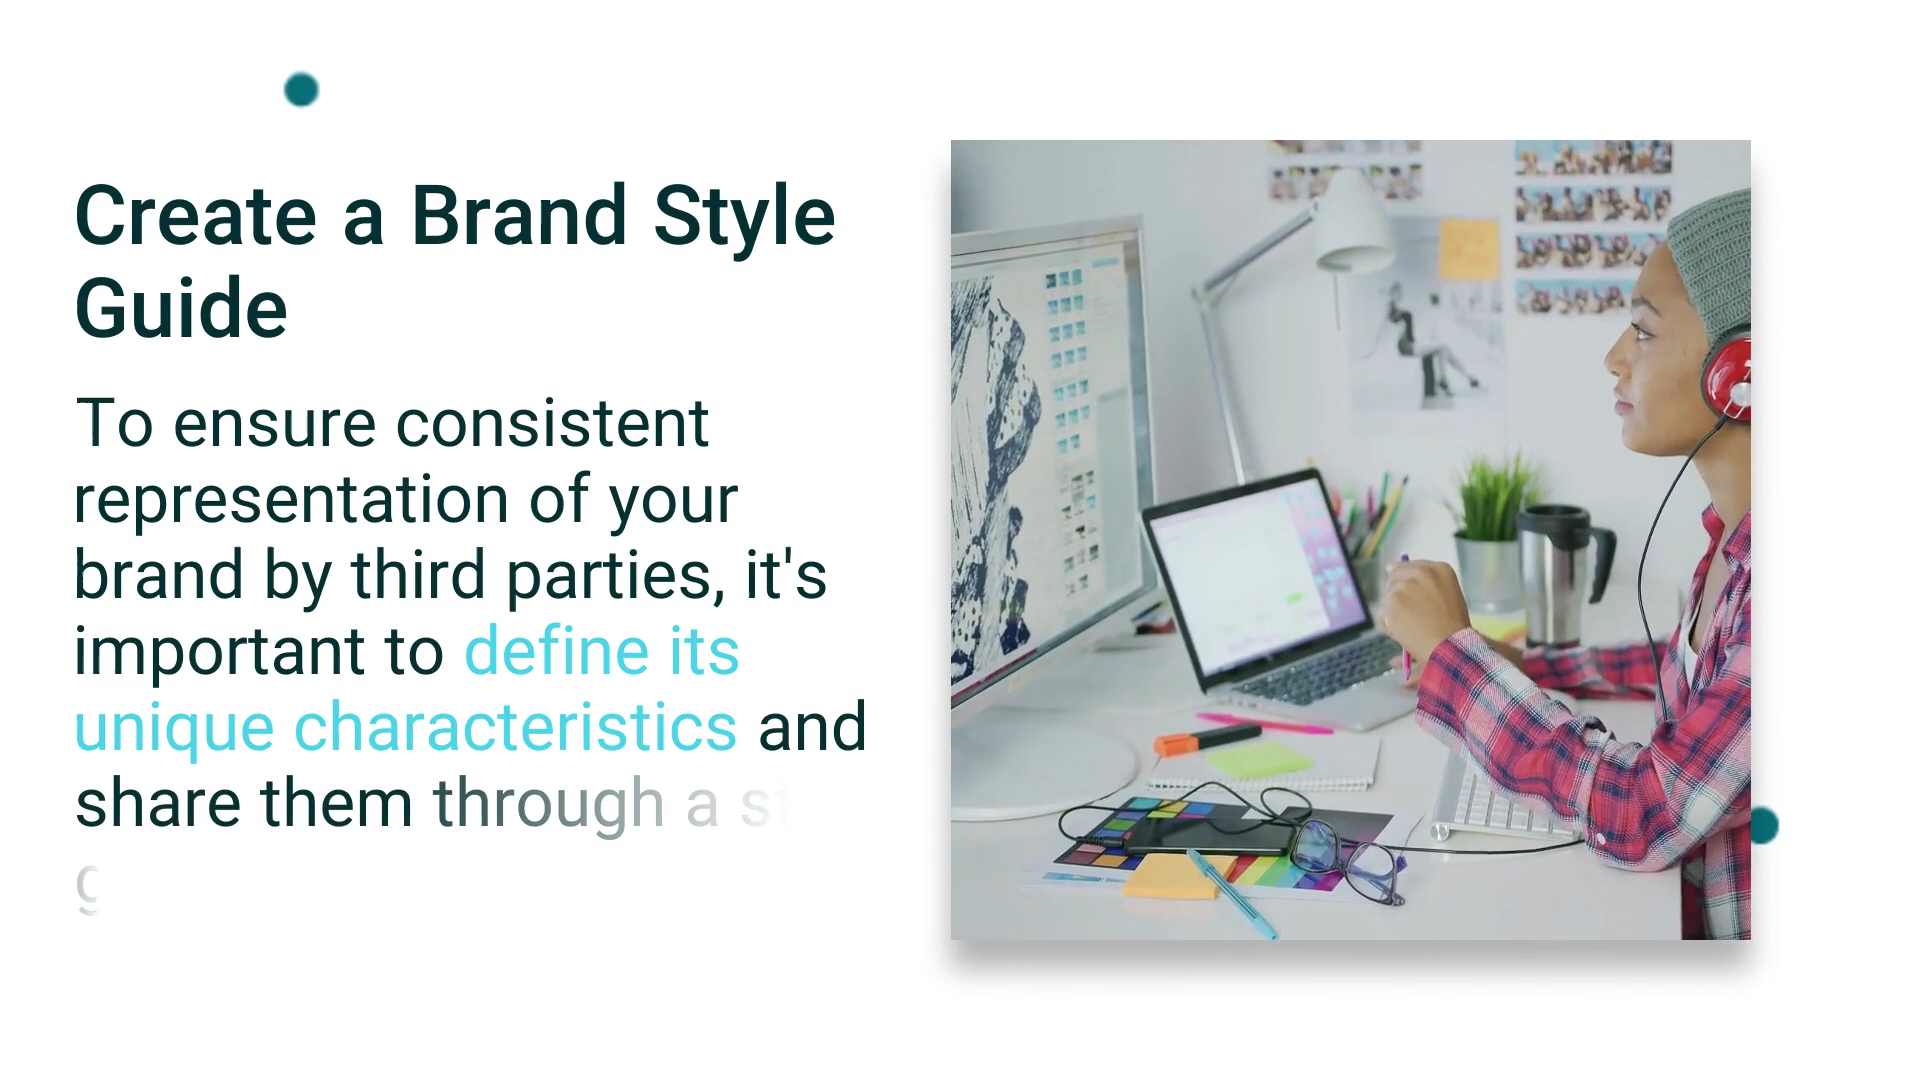 Create a Brand Style
Guide
To ensure consistent
representation of your
brand by third parties, it's
important to define its
unique characteristics and
share them through a